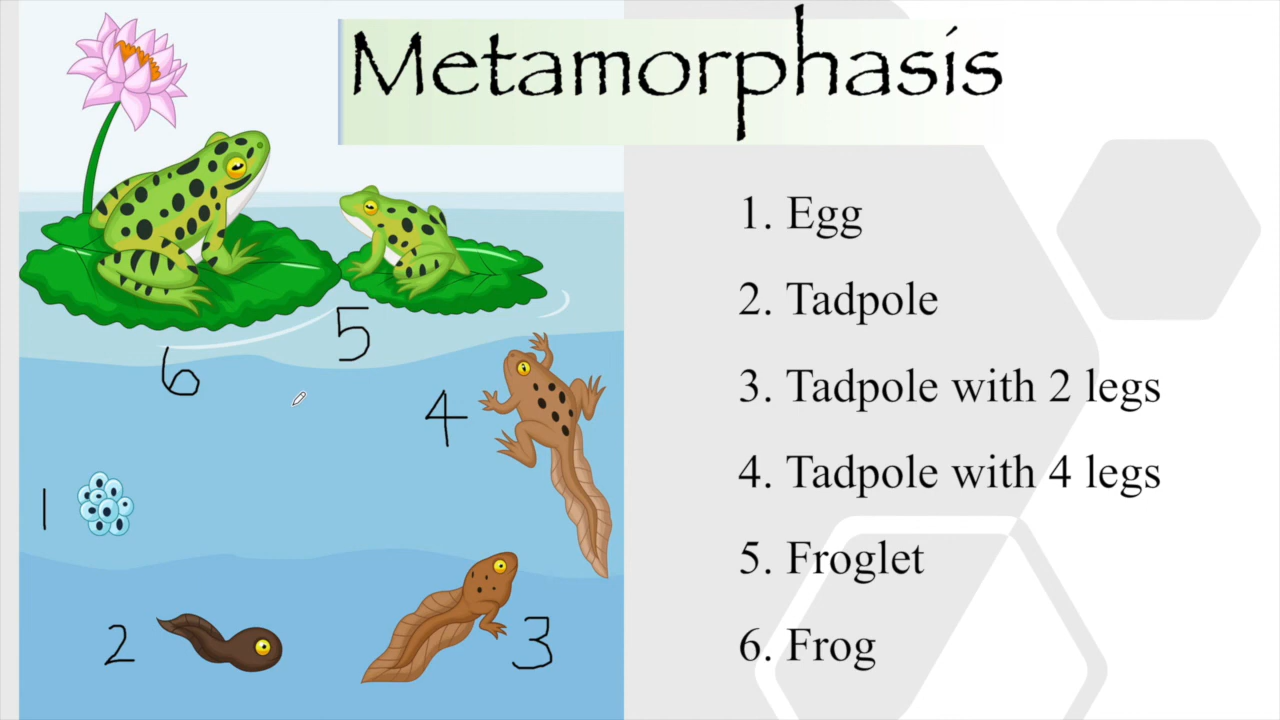 Metamorphasis
1. Egg
2. Tadpole
3. Tadpole with 2 legs
4. Tadpole with 4 legs
5. Froglet
6. Frog
5
6
4
1
2
3